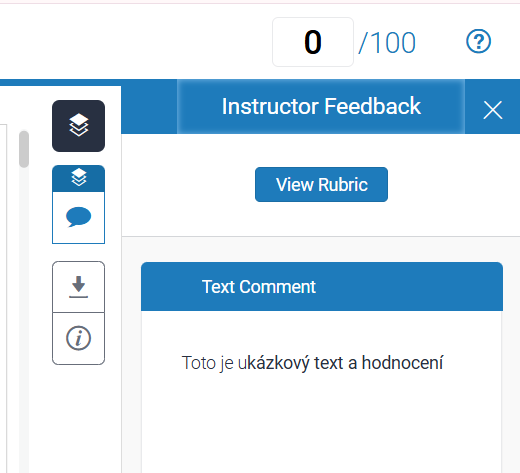 0 /100
Instructor Feedback
View Rubric
Text Comment
Toto je ukázkový text a hodnocení